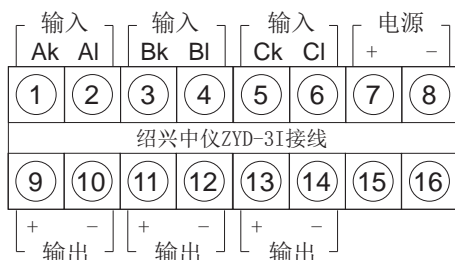 输入 输入 输入 电源
Ak Al Bk Bl Ck Cl + −
1 2 3 4 5 6 7 8
绍兴中仪ZYD-3I接线
9 10 11 12 13 14 15 16
+ − + − + −
输出 输出 输出